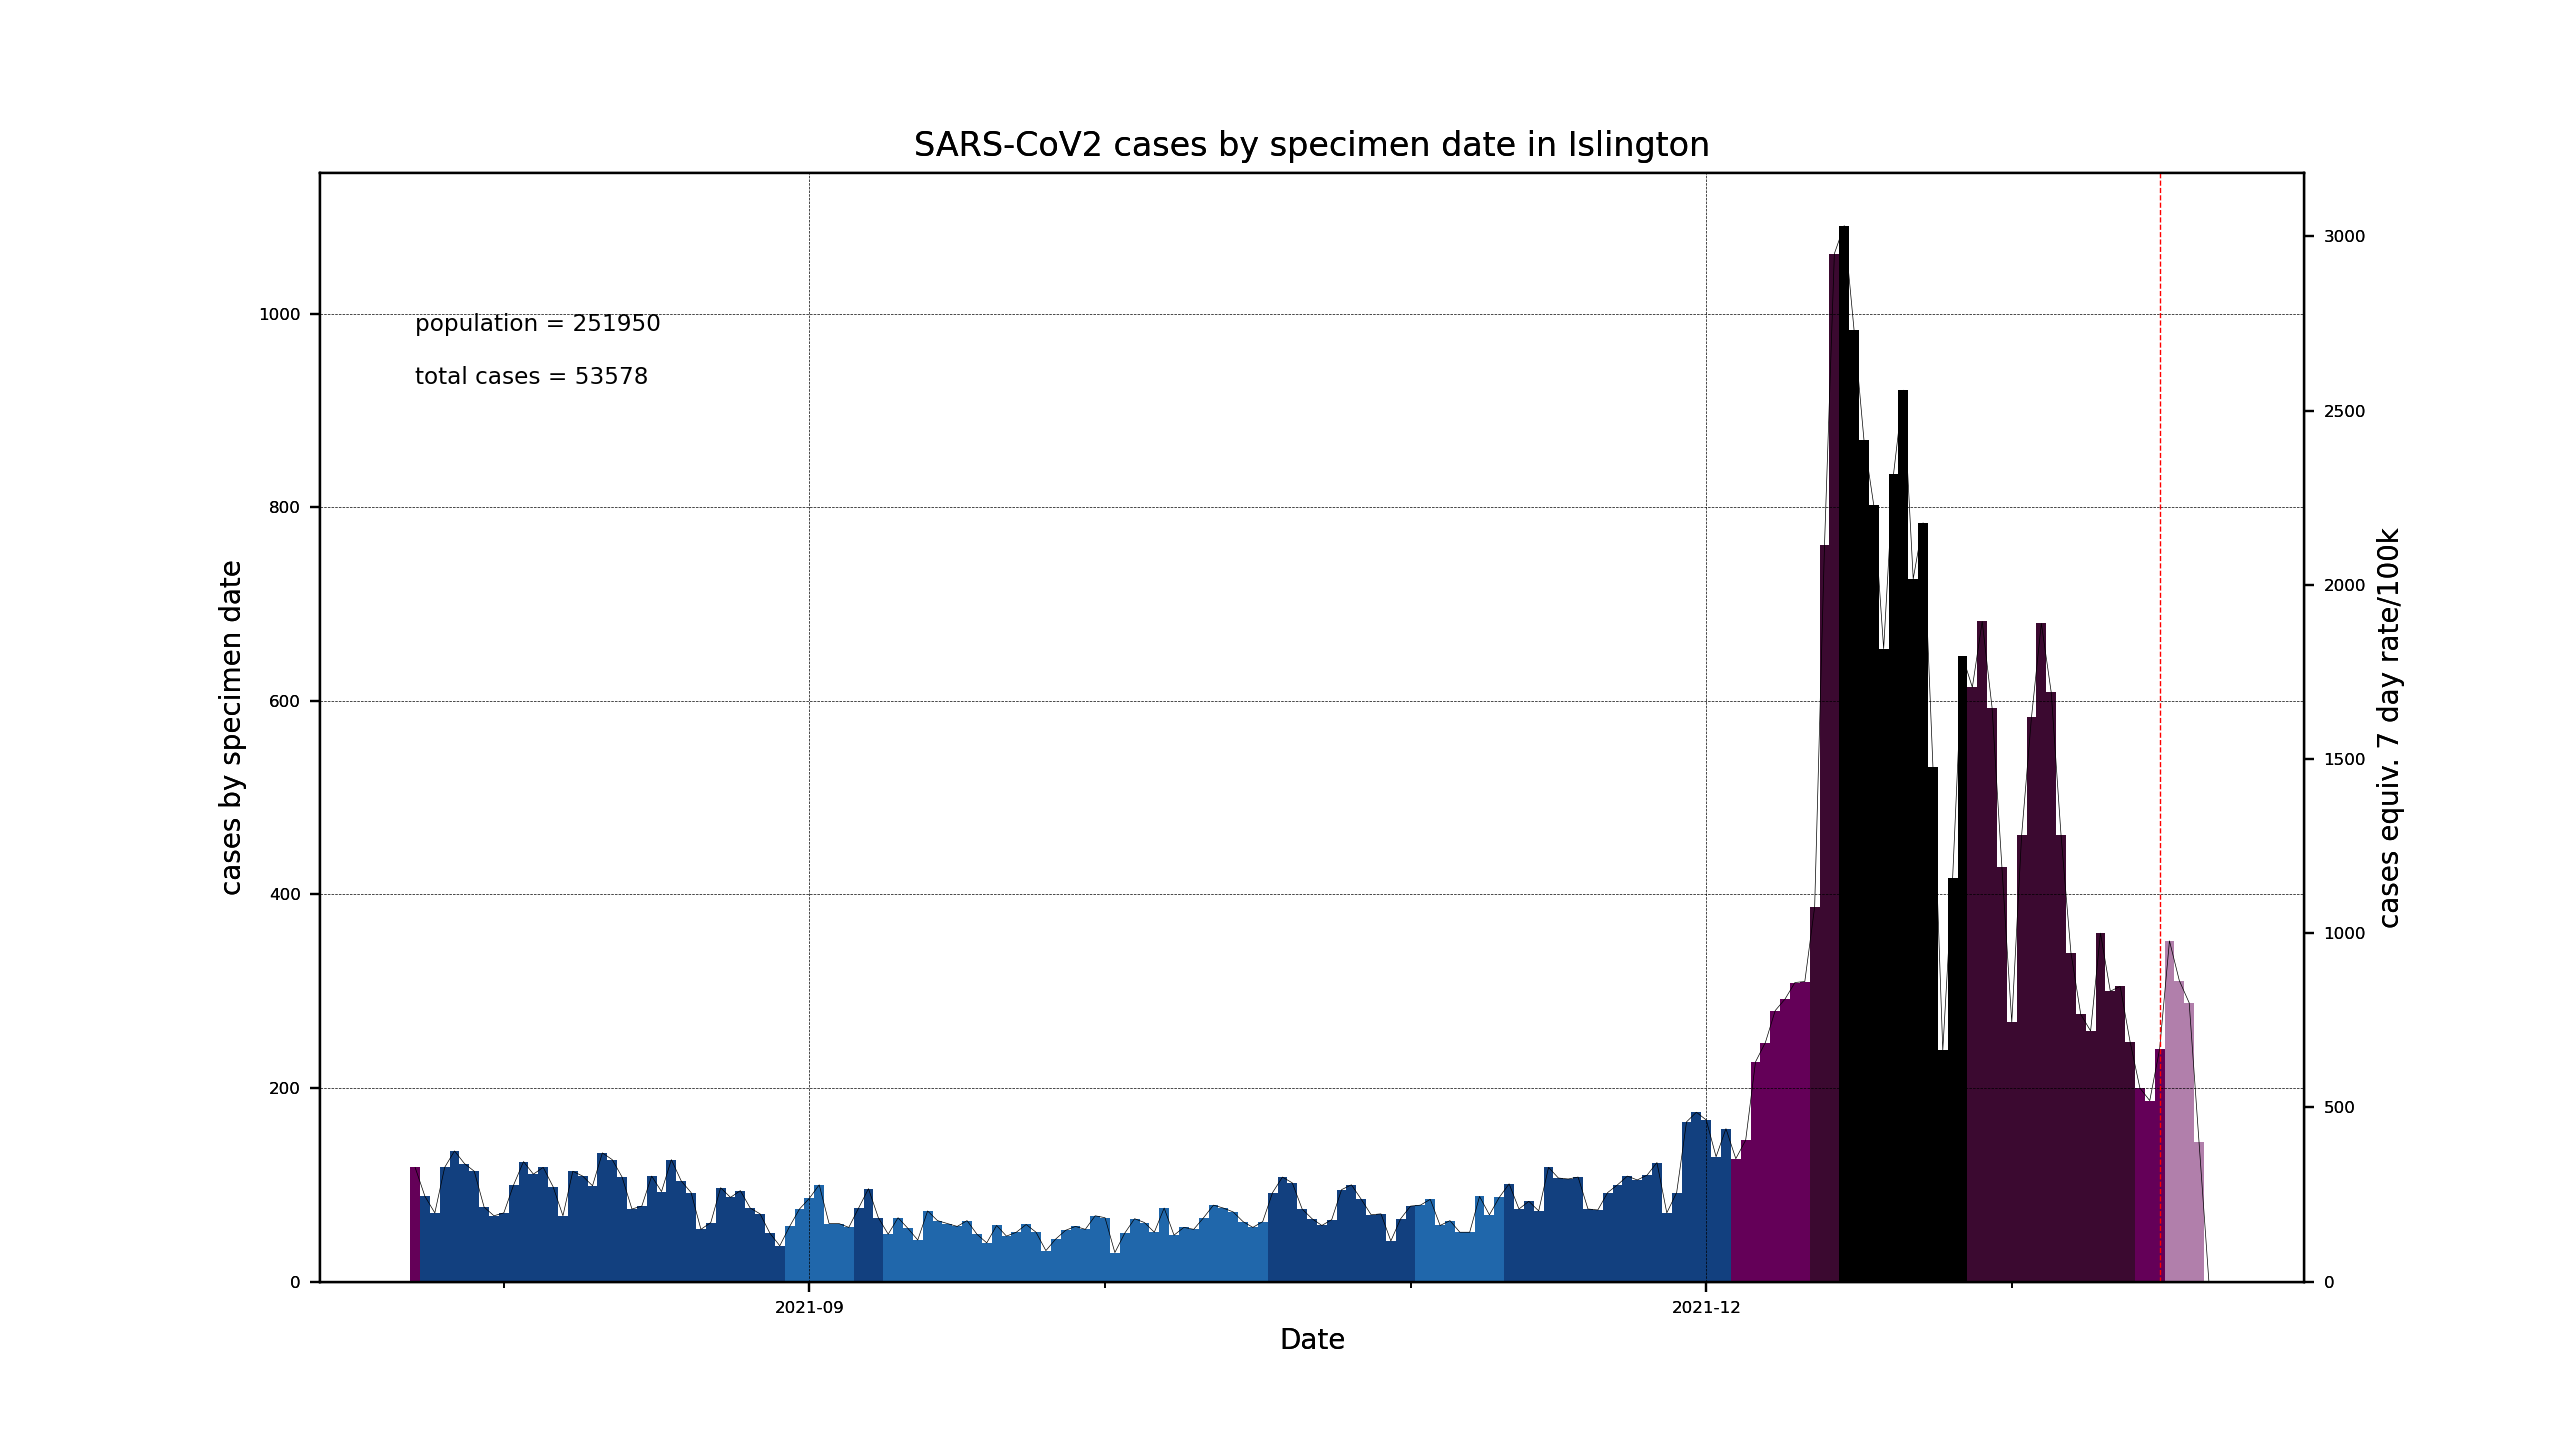 SARS-CoV2 cases by specimen date in Islington
population = 251950
total cases = 53578
cases by specimen date
1000
800
600
400
200
0
3000
2500
2000
1500
1000
500
0
cases equiv. 7 day rate/100k
2021-09
2021-12
Date